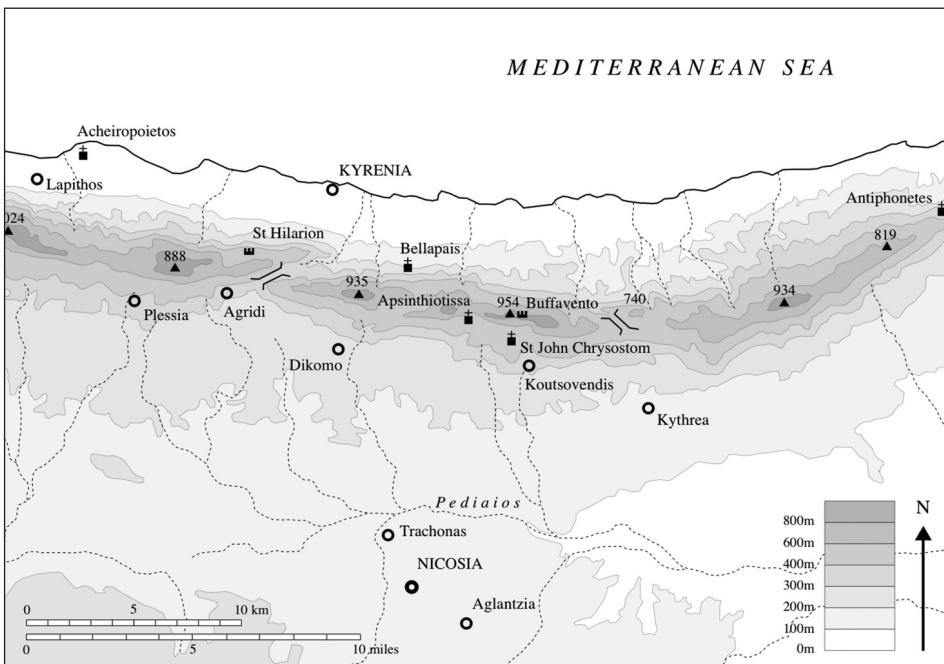 MEDITERRANEAN SEA
Acheiropoietos
Lapithos
KYRENIA
Antiphonetes
024
St Hilarion
888
Bellapais
819
935
Apsinthiotissa
954
Buffavento
740
934
Plessia
Agridi
Dikomo
St John Chrysostom
Koutsovendis
Kythrea
Pediaios
Trachonas
NICOSIA
Aglantzia
0 5 10 km
0 5 10 miles
800m
600m
400m
300m
200m
100m
0m
N